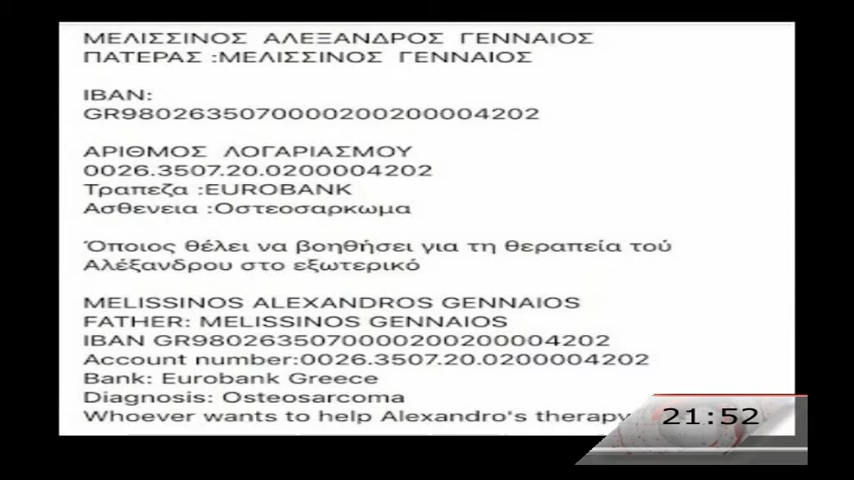 ΜΕΛΙΣΣΙΝΟΣ ΑΛΕΞΑΝΔΡΟΣ ΓΕΝΝΑΙΟΣ
ΠΑΤΕΡΑΣ :ΜΕΛΙΣΣΙΝΟΣ ΓΕΝΝΑΙΟΣ
IBAN:
GR9802635070000200200004202
ΑΡΙΘΜΟΣ ΛΟΓΑΡΙΑΣΜΟΥ
0026.3507.20.0200004202
Τραπεζα :EUROBANK
Ασθενεια :Οστεοσαρκωμα
Όποιος θέλει να βοηθήσει για τη θεραπεία τού
Αλέξανδρου στο εξωτερικό
MELISSINOS ALEXANDROS GENNAIOS
FATHER: MELISSINOS GENNAIOS
IBAN GR9802635070000200200004202
Account number:0026.3507.20.0200004202
Bank: Eurobank Greece
Diagnosis: Osteosarcoma
Whoever wants to help Alexandro's therapy
21:52